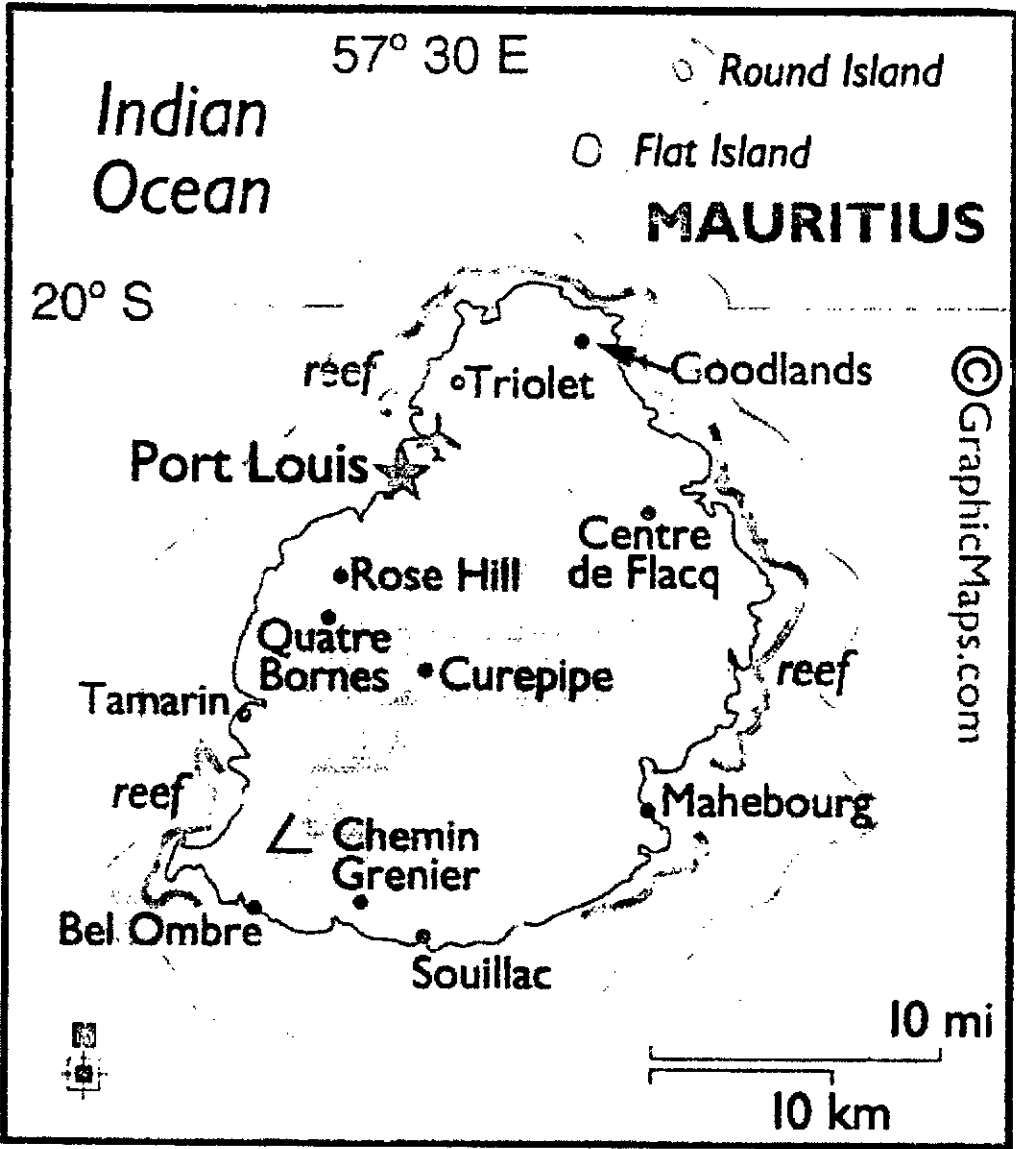 57° 30 E
Indian
Ocean
Round Island
Flat Island
MAURITIUS
20° S
reef
Triolet
Goodlands
©GraphicMaps.com
Port Louis
Centre
de Flacq
Rose Hill
Quatre
Bornes
Curepipe
reef
Tamarin
reef
Mahebourg
Chemin
Grenier
Bel Ombre
Souillac
10 mi
10 km